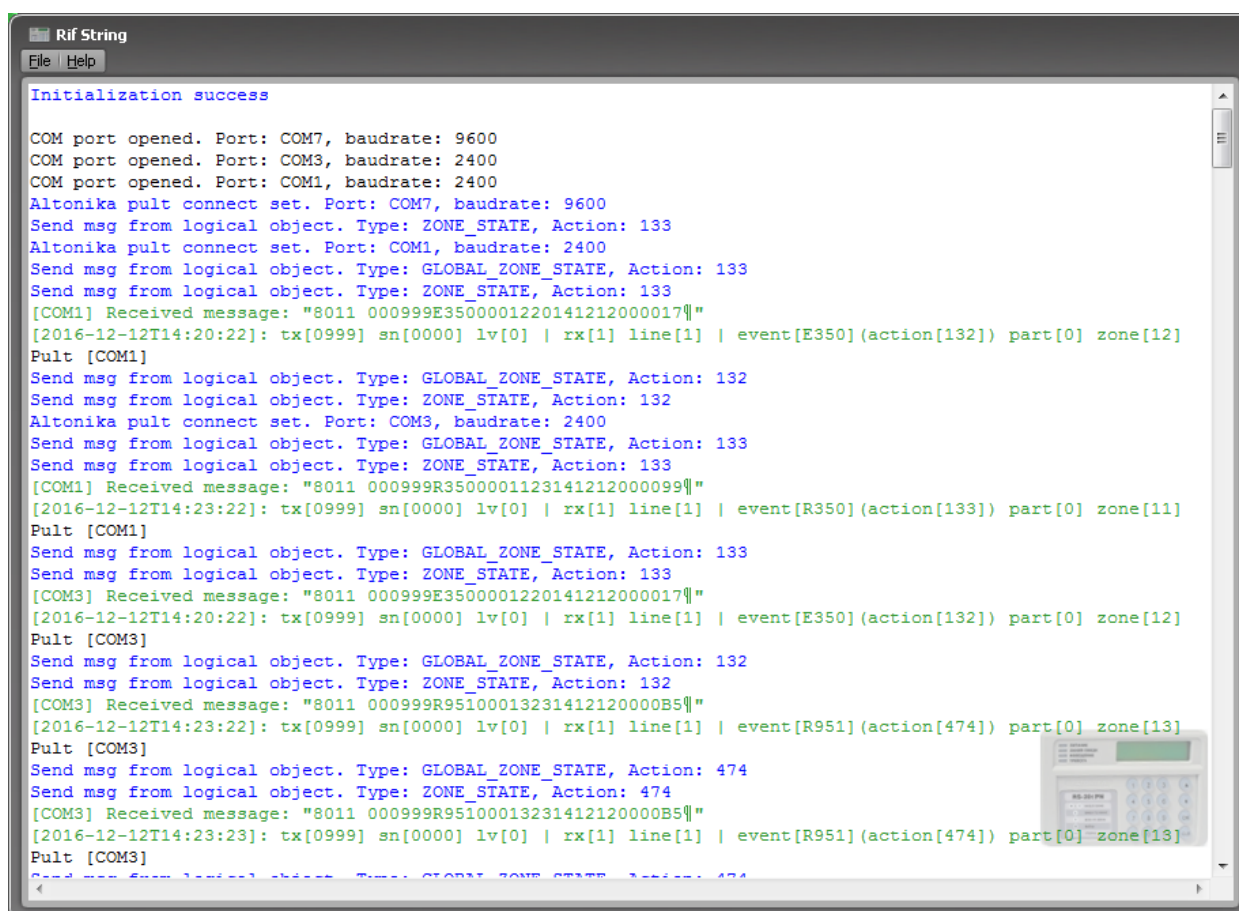 Rif String
File Help
Initialization success
COM port opened. Port: COM7, baudrate: 9600
COM port opened. Port: COM3, baudrate: 2400
COM port opened. Port: COM1, baudrate: 2400
Altonika pult connect set. Port: COM7, baudrate: 9600
Send msg from logical object. Type: ZONE_STATE, Action: 133
Altonika pult connect set. Port: COM1, baudrate: 2400
Send msg from logical object. Type: GLOBAL_ZONE_STATE, Action: 133
Send msg from logical object. Type: ZONE_STATE, Action: 133
[COM1] Received message: "8011 000999E3500001220141212000017¶"
[2016-12-12T14:20:22]: tx[0999] sn[0000] lv[0] | rx[1] line[1] | event[E350](action[132]) part[0] zone[12]
Pult [COM1]
Send msg from logical object. Type: GLOBAL_ZONE_STATE, Action: 132
Send msg from logical object. Type: ZONE_STATE, Action: 132
Altonika pult connect set. Port: COM3, baudrate: 2400
Send msg from logical object. Type: GLOBAL_ZONE_STATE, Action: 133
Send msg from logical object. Type: ZONE_STATE, Action: 133
[COM1] Received message: "8011 000999R3500001123141212000099¶"
[2016-12-12T14:23:22]: tx[0999] sn[0000] lv[0] | rx[1] line[1] | event[R350](action[133]) part[0] zone[11]
Pult [COM1]
Send msg from logical object. Type: GLOBAL_ZONE_STATE, Action: 133
Send msg from logical object. Type: ZONE_STATE, Action: 133
[COM3] Received message: "8011 000999E3500001220141212000017¶"
[2016-12-12T14:20:22]: tx[0999] sn[0000] lv[0] | rx[1] line[1] | event[E350](action[132]) part[0] zone[12]
Pult [COM3]
Send msg from logical object. Type: GLOBAL_ZONE_STATE, Action: 132
Send msg from logical object. Type: ZONE_STATE, Action: 132
[COM3] Received message: "8011 000999R95100013231412120000B5¶"
[2016-12-12T14:23:22]: tx[0999] sn[0000] lv[0] | rx[1] line[1] | event[R951](action[474]) part[0] zone[13]
Pult [COM3]
Send msg from logical object. Type: GLOBAL_ZONE_STATE, Action: 474
Send msg from logical object. Type: ZONE_STATE, Action: 474
[COM3] Received message: "8011 000999R95100013231412120000B5¶"
[2016-12-12T14:23:23]: tx[0999] sn[0000] lv[0] | rx[1] line[1] | event[R951](action[474]) part[0] zone[13]
Pult [COM3]
Send msg from logical object. Type: GLOBAL ZONE STATE, Action: 474